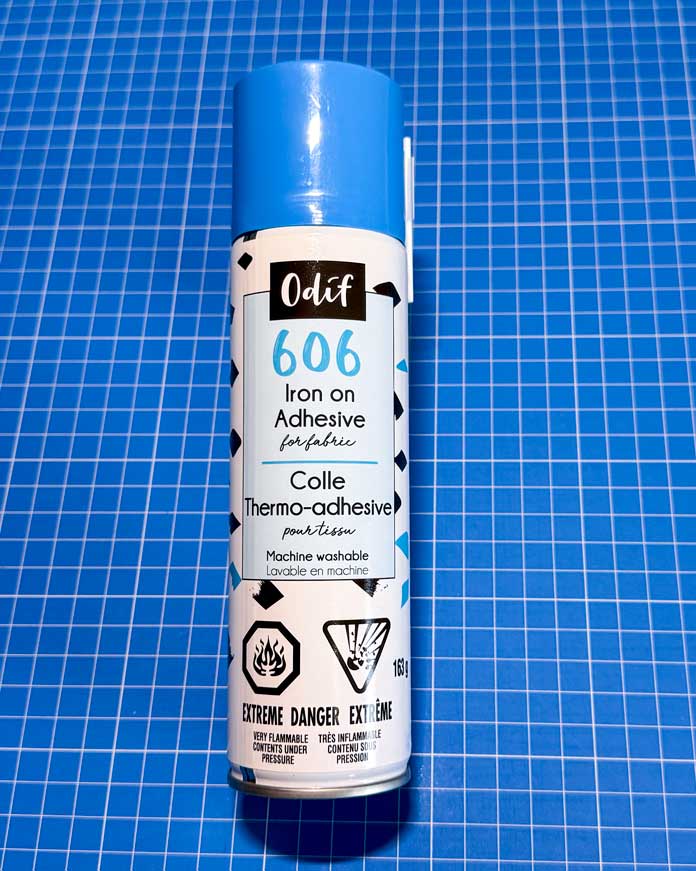 Odif
606
Iron on
Adhesive
for fabric
Colle
Thermo-adhesive
pour tissu
Machine washable
Lavable en machine
163 g
EXTREME DANGER EXTRÊME
VERY FLAMMABLE
CONTENTS UNDER
PRESSURE
TRÈS INFLAMMABLE
CONTENU SOUS
PRESSION